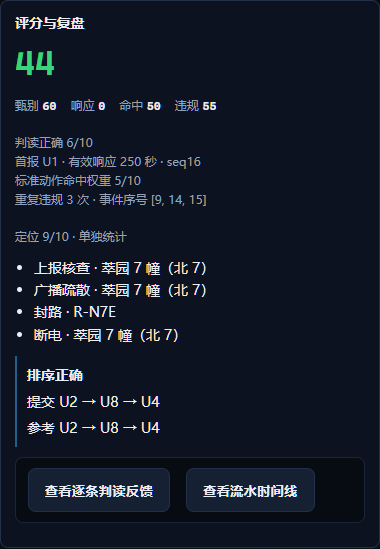 评分与复盘
44
甄别 60 响应 0 命中 50 违规 55
判读正确 6/10
首报 U1 · 有效响应 250 秒 · seq16
标准动作命中权重 5/10
重复违规 3 次 · 事件序号 [9, 14, 15]
定位 9/10 · 单独统计
• 上报核查 · 萃园 7 幢（北 7）
• 广播疏散 · 萃园 7 幢（北 7）
• 封路 · R-N7E
• 断电 · 萃园 7 幢（北 7）
排序正确
提交 U2 → U8 → U4
参考 U2 → U8 → U4
查看逐条判读反馈 查看流水时间线